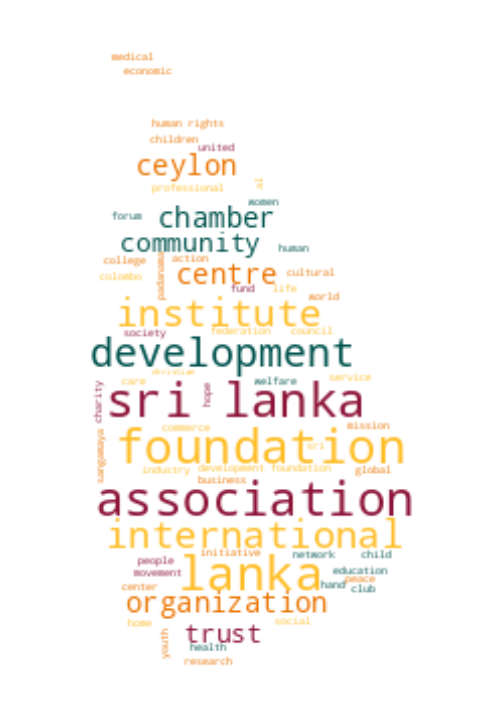 medical
economic
human rights
children
united
ceylon
professional
al
women
forum
chamber
community
human
college
action
padanama
centre
cultural
colombo
fund
life
world
institute
society
federation
council
development
christian
care
welfare
service
charity
sri lanka
hope
commerce
mission
sangamaya
foundation
sri
industry
development foundation
global
business
association
international
initiative
network
child
people
lanka
movement
education
peace
center
hand
club
organization
home
social
youth
trust
health
research